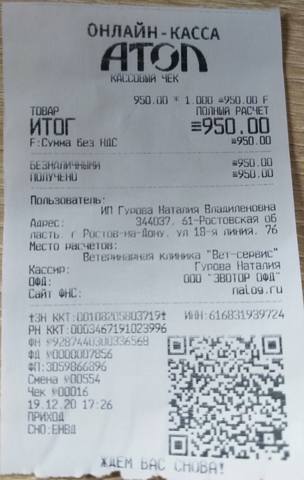 ОНЛАЙН-КАССА
АТОЛ
КАССОВЫЙ ЧЕК
950.00 * 1.000 =950.00 F
ТОВАР ПОЛНЫЙ РАСЧЕТ
ИТОГ =950.00
F:Сумма без НДС =950.00
БЕЗНАЛИЧНЫМИ =950.00
ПОЛУЧЕНО =950.00
Пользователь:
ИП Гурова Наталия Владиленовна
Адрес: 344037, 61-Ростовская об
ласть, г Ростов-на-Дону, ул 18-я линия, 76
Место расчетов:
Ветеринарная клиника "Вет-сервис"
Кассир: Гурова Наталия
ОФД: ООО "ЭВОТОР ОФД"
Сайт ФНС: nalog.ru
ЗН ККТ:00108205803719 ИНН:616831939724
РН ККТ:0003467191023996
ФН №9287440300336568
ФД №0000007856
ФП:3059866896
Смена №00554
Чек №00016
19.12.20 17:26
ПРИХОД
СНО:ЕНВД
ЖДЕМ ВАС СНОВА!